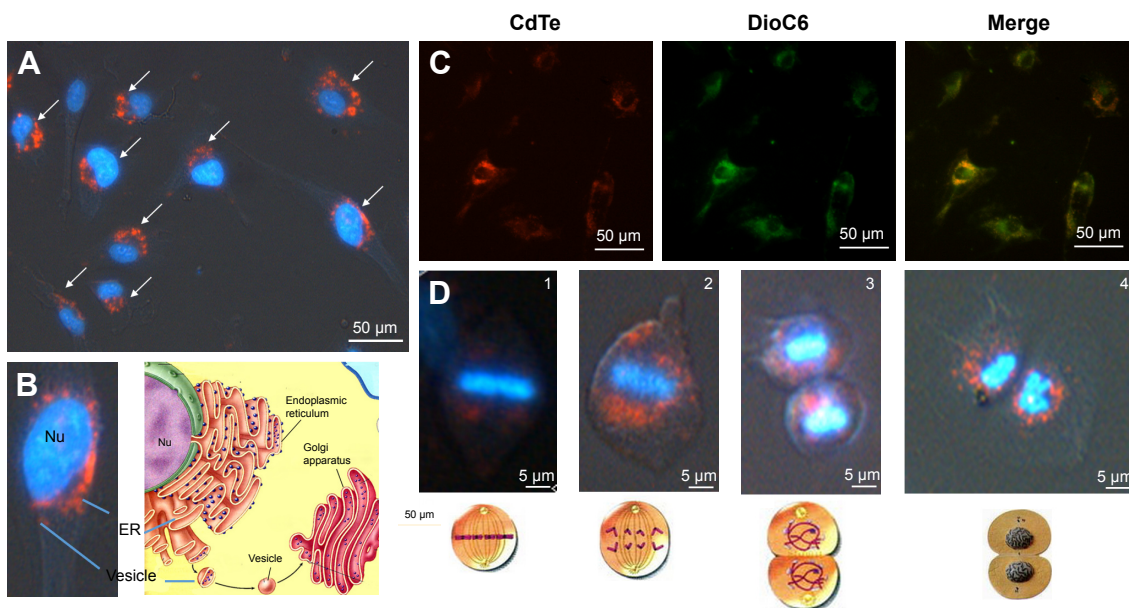 CdTe
DioC6
Merge
A
50 µm
C
50 µm
50 µm
50 µm
B
Nu
ER
Vesicle
Nu
Endoplasmic
reticulum
Golgi
apparatus
Vesicle
D
1
5 µm
2
5 µm
3
5 µm
4
5 µm
50 µm